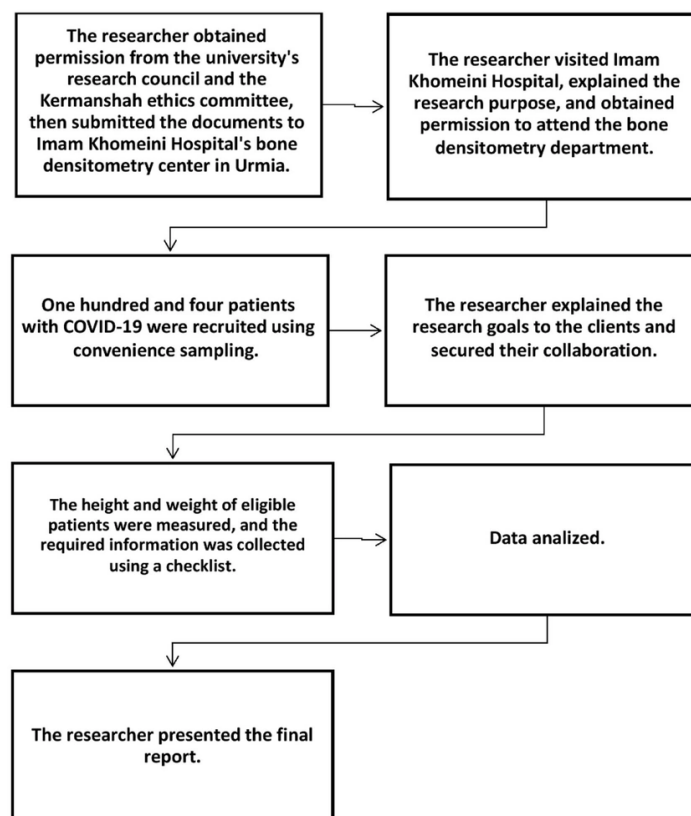 The researcher obtained
permission from the university's
research council and the
Kermanshah ethics committee,
then submitted the documents to
Imam Khomeini Hospital's bone
densitometry center in Urmia.
The researcher visited Imam
Khomeini Hospital, explained the
research purpose, and obtained
permission to attend the bone
densitometry department.
One hundred and four patients
with COVID-19 were recruited using
convenience sampling.
The researcher explained the
research goals to the clients and
secured their collaboration.
The height and weight of eligible
patients were measured, and the
required information was collected
using a checklist.
Data analized.
The researcher presented the final
report.